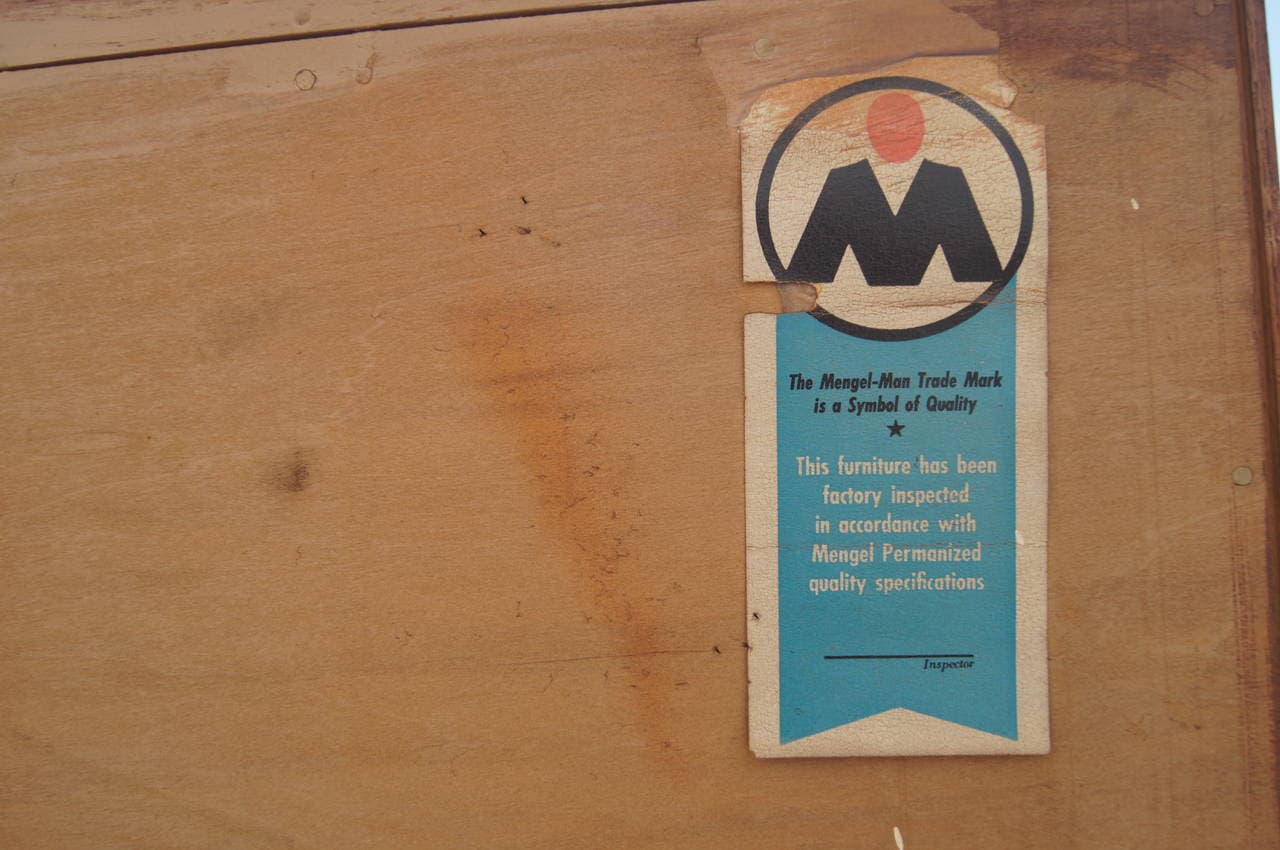 The Mengel-Man Trade Mark
is a Symbol of Quality
★
This furniture has been
factory inspected
in accordance with
Mengel Permanized
quality specifications
Inspector